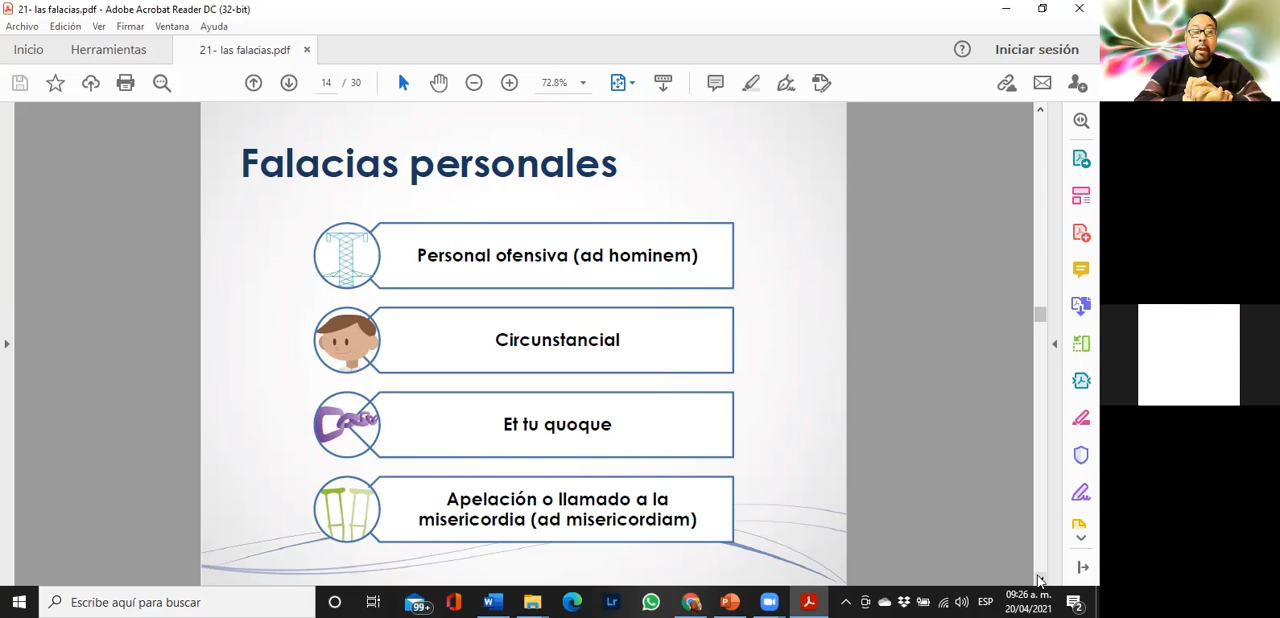 21- las falacias.pdf - Adobe Acrobat Reader DC (32-bit)
Archivo Edición Ver Firmar Ventana Ayuda
Inicio Herramientas 21- las falacias.pdf × Iniciar sesión
14 / 30 72.8%
Falacias personales
Personal ofensiva (ad hominem)
Circunstancial
Et tu quoque
Apelación o llamado a la
misericordia (ad misericordiam)
Escribe aquí para buscar
99+
Lr
ESP
09:26 a. m.
20/04/2021
2